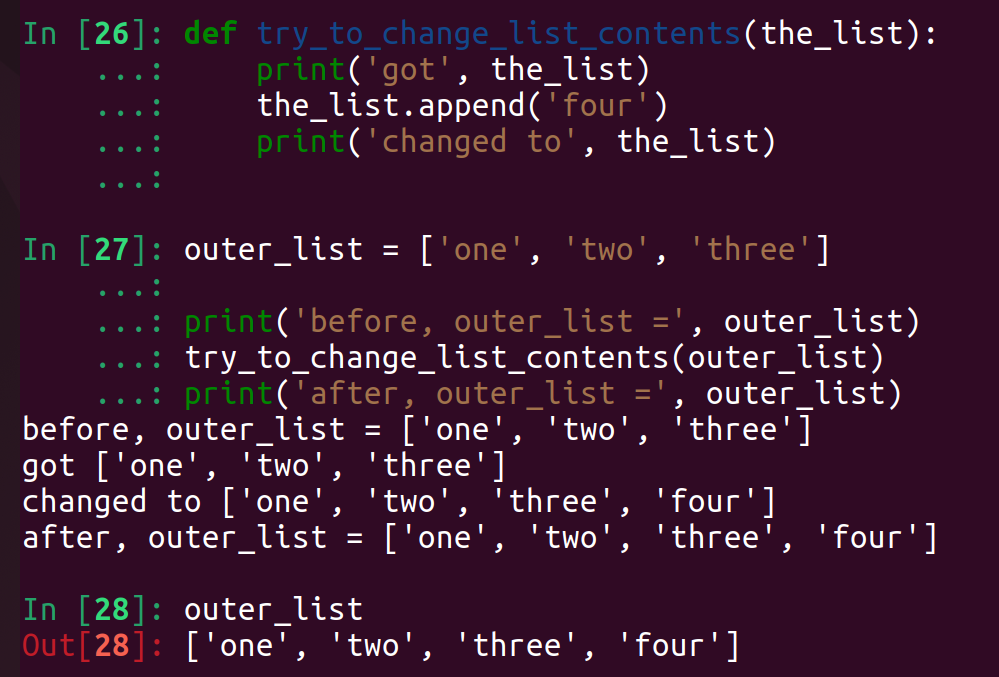 In [26]: def try_to_change_list_contents(the_list):
    ...:     print('got', the_list)
    ...:     the_list.append('four')
    ...:     print('changed to', the_list)
    ...:
In [27]: outer_list = ['one', 'two', 'three']
    ...:
    ...: print('before, outer_list =', outer_list)
    ...: try_to_change_list_contents(outer_list)
    ...: print('after, outer_list =', outer_list)
before, outer_list = ['one', 'two', 'three']
got ['one', 'two', 'three']
changed to ['one', 'two', 'three', 'four']
after, outer_list = ['one', 'two', 'three', 'four']
In [28]: outer_list
Out[28]: ['one', 'two', 'three', 'four']